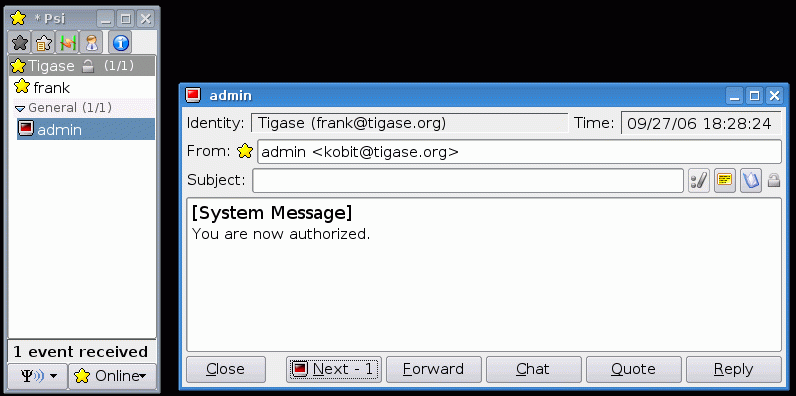 * Psi
Tigase (1/1)
frank
General (1/1)
admin
1 event received
Ψ Online
admin
Identity: Tigase (frank@tigase.org) Time: 09/27/06 18:28:24
From: admin <kobit@tigase.org>
Subject:
[System Message]
You are now authorized.
Close Next - 1 Forward Chat Quote Reply